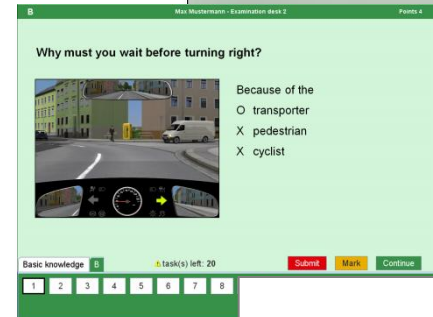 B Max Mustermann - Examination desk 2 Points 4
Why must you wait before turning right?
Because of the
O transporter
X pedestrian
X cyclist
Basic knowledge B task(s) left: 20 Submit Mark Continue
1 2 3 4 5 6 7 8